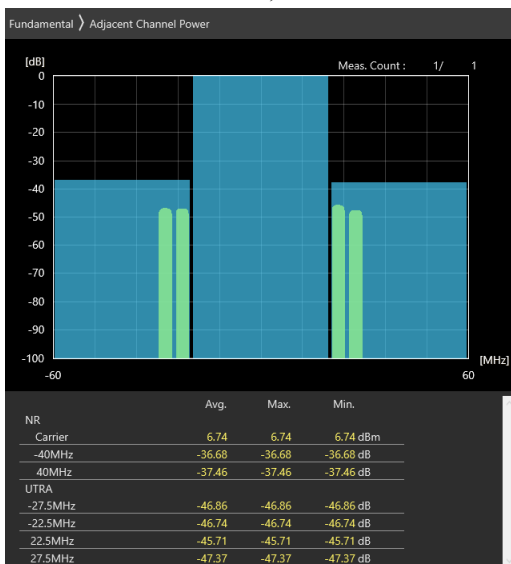 Fundamental 〉 Adjacent Channel Power
[dB]
Meas. Count : 1/ 1
0
-10
-20
-30
-40
-50
-60
-70
-80
-90
-100
[MHz]
-60 60
Avg. Max. Min.
NR
Carrier 6.74 6.74 6.74 dBm
-40MHz -36.68 -36.68 -36.68 dB
40MHz -37.46 -37.46 -37.46 dB
UTRA
-27.5MHz -46.86 -46.86 -46.86 dB
-22.5MHz -46.74 -46.74 -46.74 dB
22.5MHz -45.71 -45.71 -45.71 dB
27.5MHz -47.37 -47.37 -47.37 dB